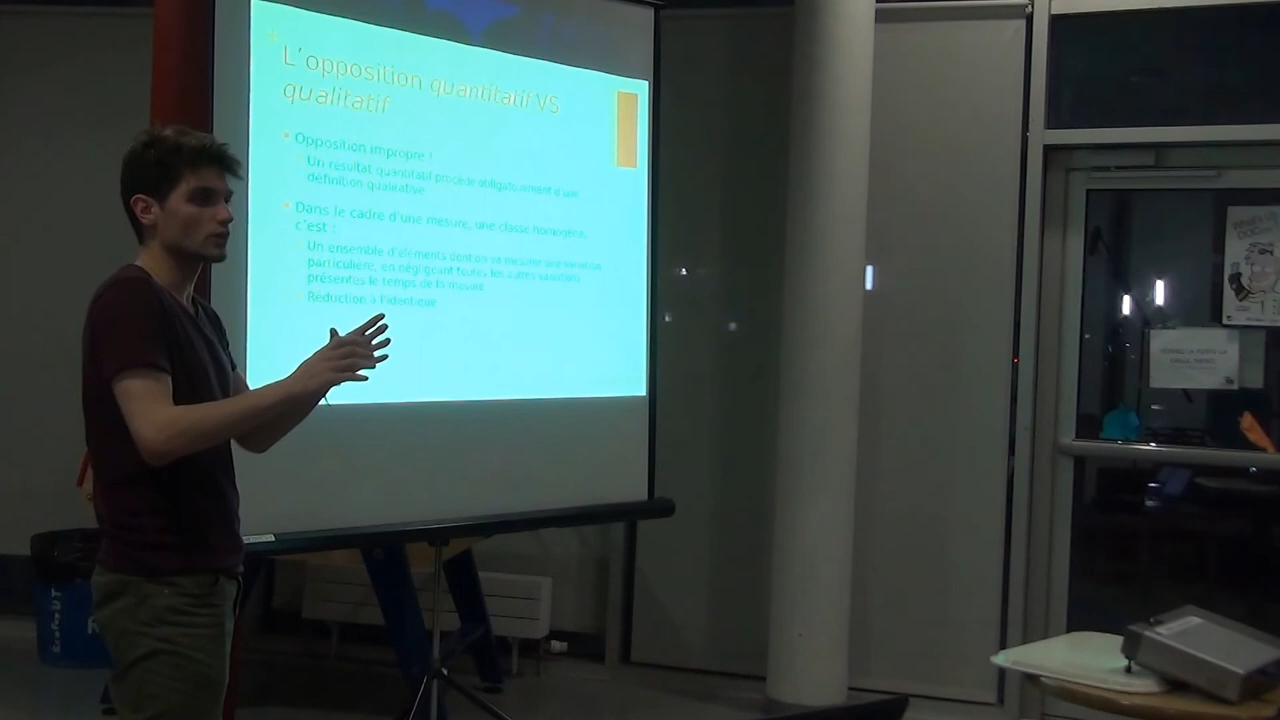 L'opposition quantitatif VS
qualitatif
Opposition impropre !
Un résultat quantitatif procède obligatoirement d'une
définition qualitative
Dans le cadre d'une mesure, une classe homogène,
c'est :
Un ensemble d'éléments dont on va mesurer une variation
particulière, en négligeant toutes les autres variations
présentes le temps de la mesure
Réduction à l'identique